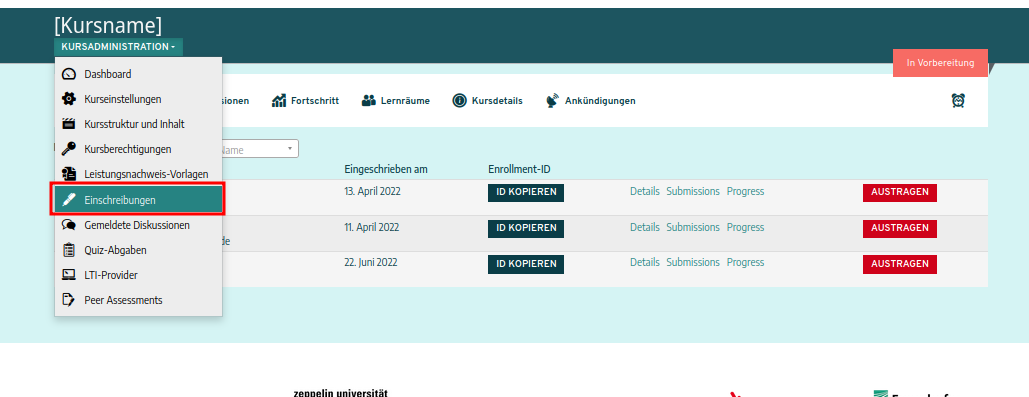 [Kursname]
KURSADMINISTRATION
In Vorbereitung
Dashboard
Kurseinstellungen
Kursstruktur und Inhalt
Kursberechtigungen
Leistungsnachweis-Vorlagen
Einschreibungen
Gemeldete Diskussionen
Quiz-Abgaben
LTI-Provider
Peer Assessments
Fortschritt Lernräume Kursdetails Ankündigungen
Name
Eingeschrieben am Enrollment-ID
13. April 2022 ID KOPIEREN Details Submissions Progress AUSTRAGEN
11. April 2022 ID KOPIEREN Details Submissions Progress AUSTRAGEN
22. Juni 2022 ID KOPIEREN Details Submissions Progress AUSTRAGEN
zeppelin universität